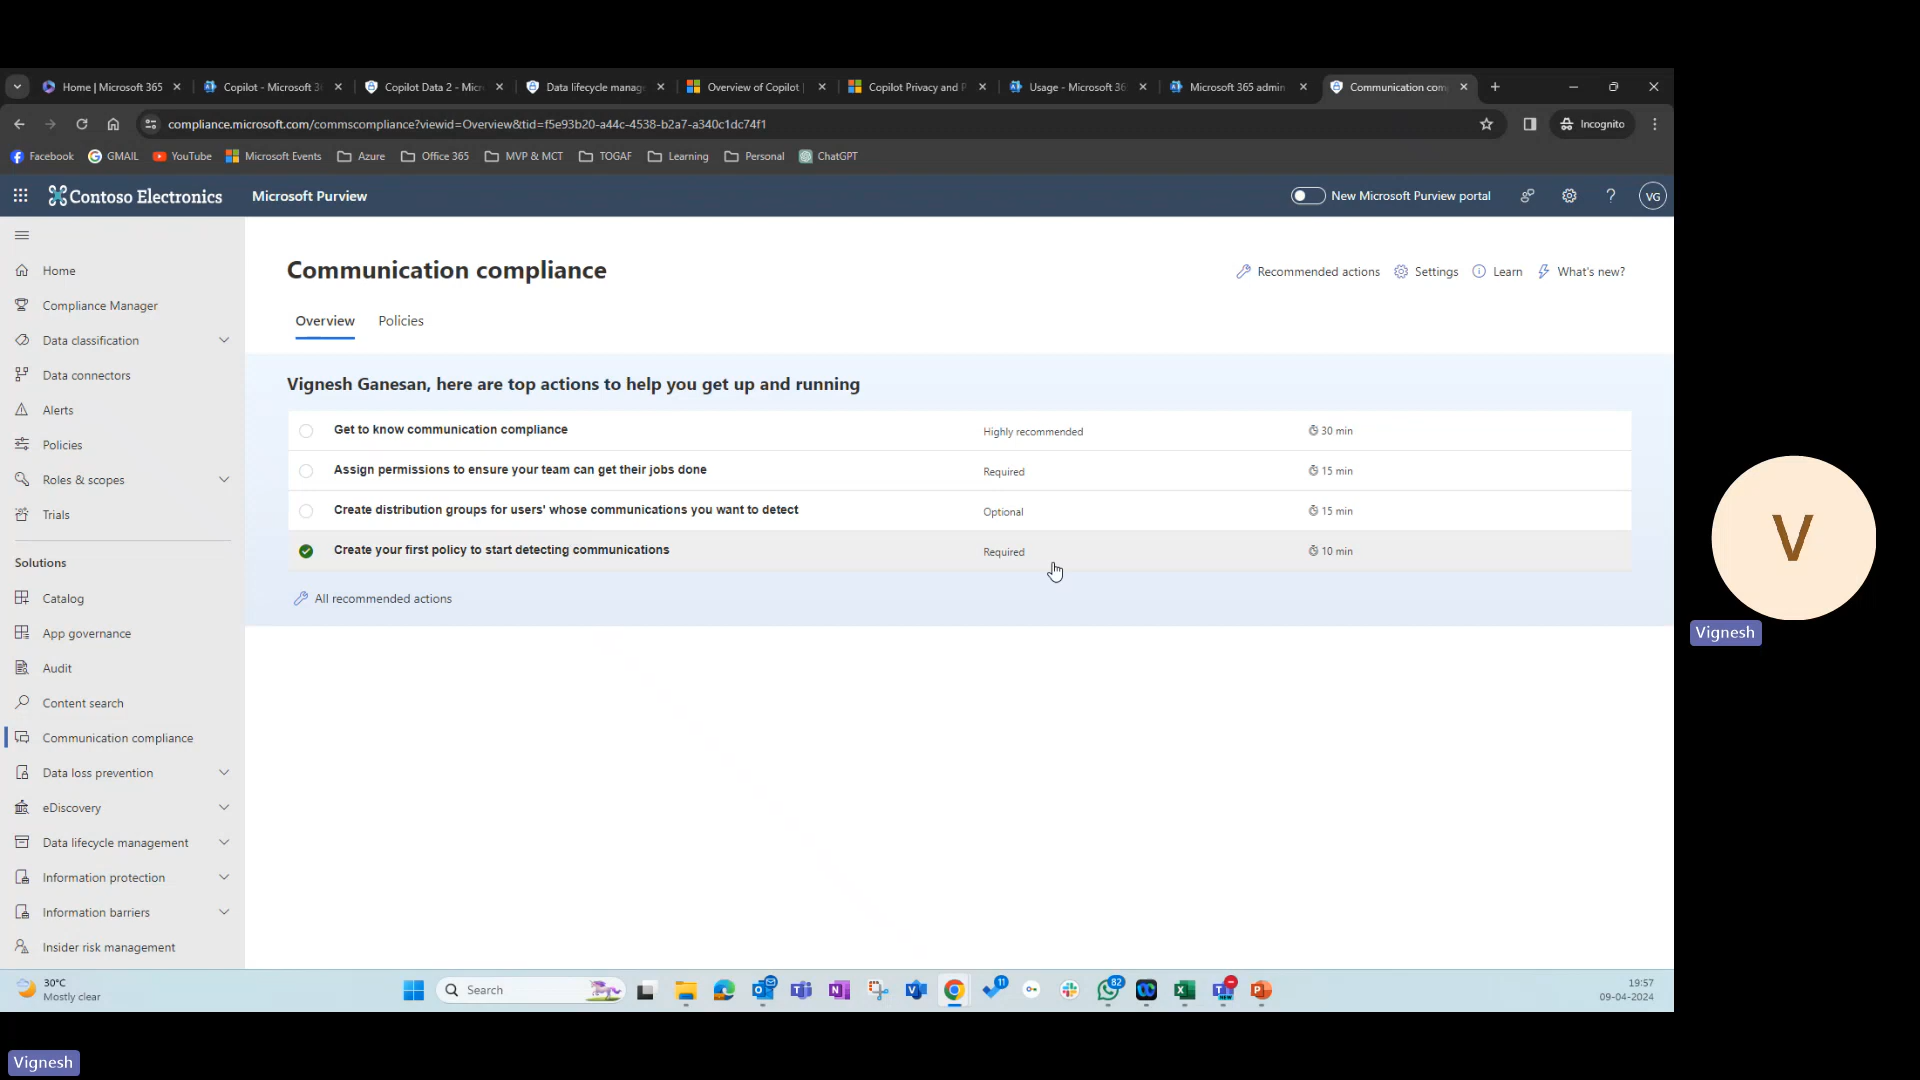 Home | Microsoft 365
Copilot - Microsoft 3
Copilot Data 2 - Micr
Data lifecycle manag
Overview of Copilot |
Copilot Privacy and P
Usage - Microsoft 36
Microsoft 365 admin
Communication com
compliance.microsoft.com/commscompliance?viewid=Overview&tid=f5e93b20-a44c-4538-b2a7-a340c1dc74f1
Incognito
Facebook
GMAIL
YouTube
Microsoft Events
Azure
Office 365
MVP & MCT
TOGAF
Learning
Personal
ChatGPT
Contoso Electronics
Microsoft Purview
New Microsoft Purview portal
?
VG
Home
Compliance Manager
Data classification
Data connectors
Alerts
Policies
Roles & scopes
Trials
Solutions
Catalog
App governance
Audit
Content search
Communication compliance
Data loss prevention
eDiscovery
Data lifecycle management
Information protection
Information barriers
Insider risk management
Communication compliance
Recommended actions
Settings
Learn
What's new?
Overview
Policies
Vignesh Ganesan, here are top actions to help you get up and running
Get to know communication compliance
Highly recommended
30 min
Assign permissions to ensure your team can get their jobs done
Required
15 min
Create distribution groups for users' whose communications you want to detect
Optional
15 min
Create your first policy to start detecting communications
Required
10 min
All recommended actions
V
Vignesh
30°C
Mostly clear
Search
11
82
NEW
19:57
09-04-2024
Vignesh